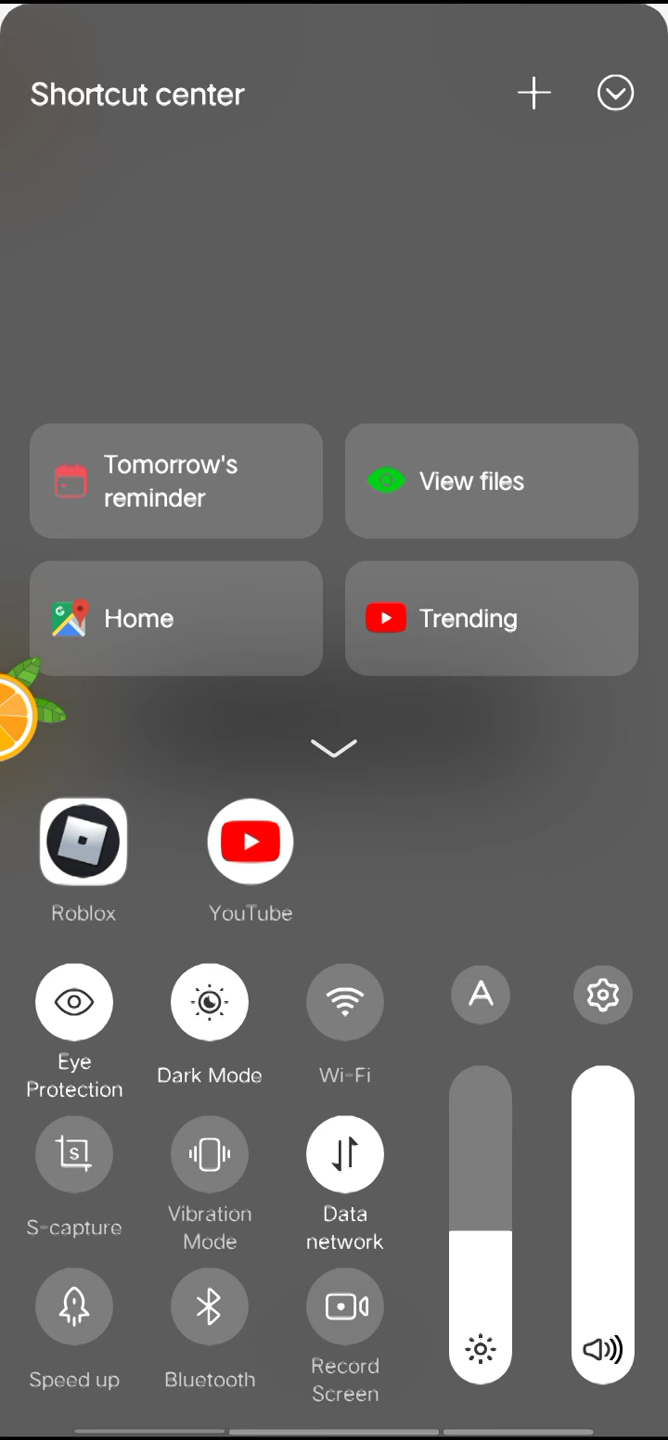 Shortcut center
Tomorrow's
reminder
View files
Home
Trending
Roblox
YouTube
A
Eye
Protection
Dark Mode
Wi-Fi
S
S-capture
Vibration
Mode
Data
network
Speed up
Bluetooth
Record
Screen